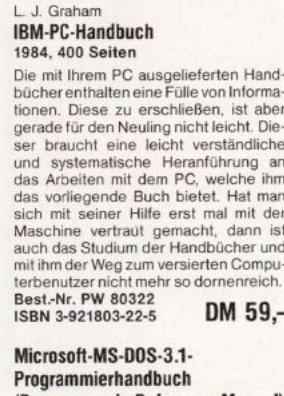 L. J. Graham
IBM-PC-Handbuch
1984, 400 Seiten
Die mit Ihrem PC ausgelieferten Hand-
bücher enthalten eine Fülle von Informa-
tionen. Diese zu erschließen, ist aber
gerade für den Neuling nicht leicht. Die-
ser braucht eine leicht verständliche
und systematische Heranführung an
das Arbeiten mit dem PC, welche ihm
das vorliegende Buch bietet. Hat man
sich mit seiner Hilfe erst mal mit der
Maschine vertraut gemacht, dann ist
auch das Studium der Handbücher und
mit ihm der Weg zum versierten Compu-
terbenutzer nicht mehr so dornenreich.
Best.-Nr. PW 80322
ISBN 3-921803-22-5 DM 59,-
Microsoft-MS-DOS-3.1-
Programmierhandbuch
(Programmer's Reference Manual)